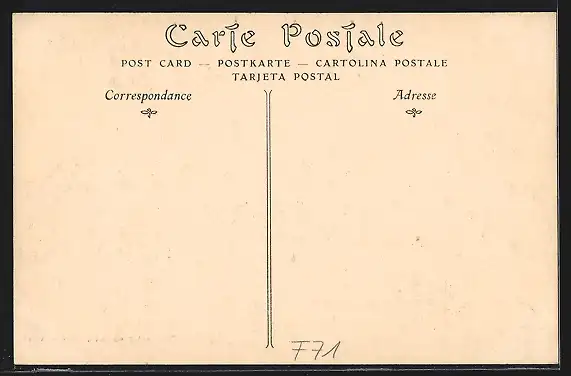 Carte Postale
POST CARD — POSTKARTE — CARTOLINA POSTALE
TARJETA POSTAL
Correspondance
Adresse
F71